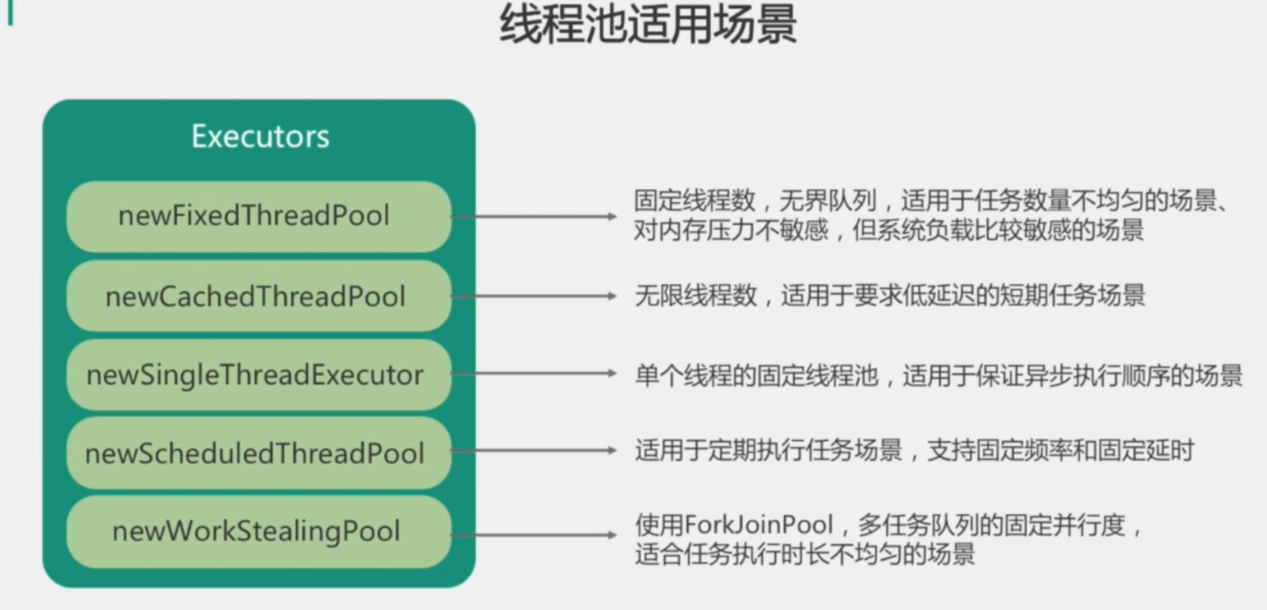 线程池适用场景
Executors
newFixedThreadPool
固定线程数，无界队列，适用于任务数量不均匀的场景、
对内存压力不敏感，但系统负载比较敏感的场景
newCachedThreadPool
无限线程数，适用于要求低延迟的短期任务场景
newSingleThreadExecutor
单个线程的固定线程池，适用于保证异步执行顺序的场景
newScheduledThreadPool
适用于定期执行任务场景，支持固定频率和固定延时
newWorkStealingPool
使用ForkJoinPool，多任务队列的固定并行度，
适合任务执行时长不均匀的场景